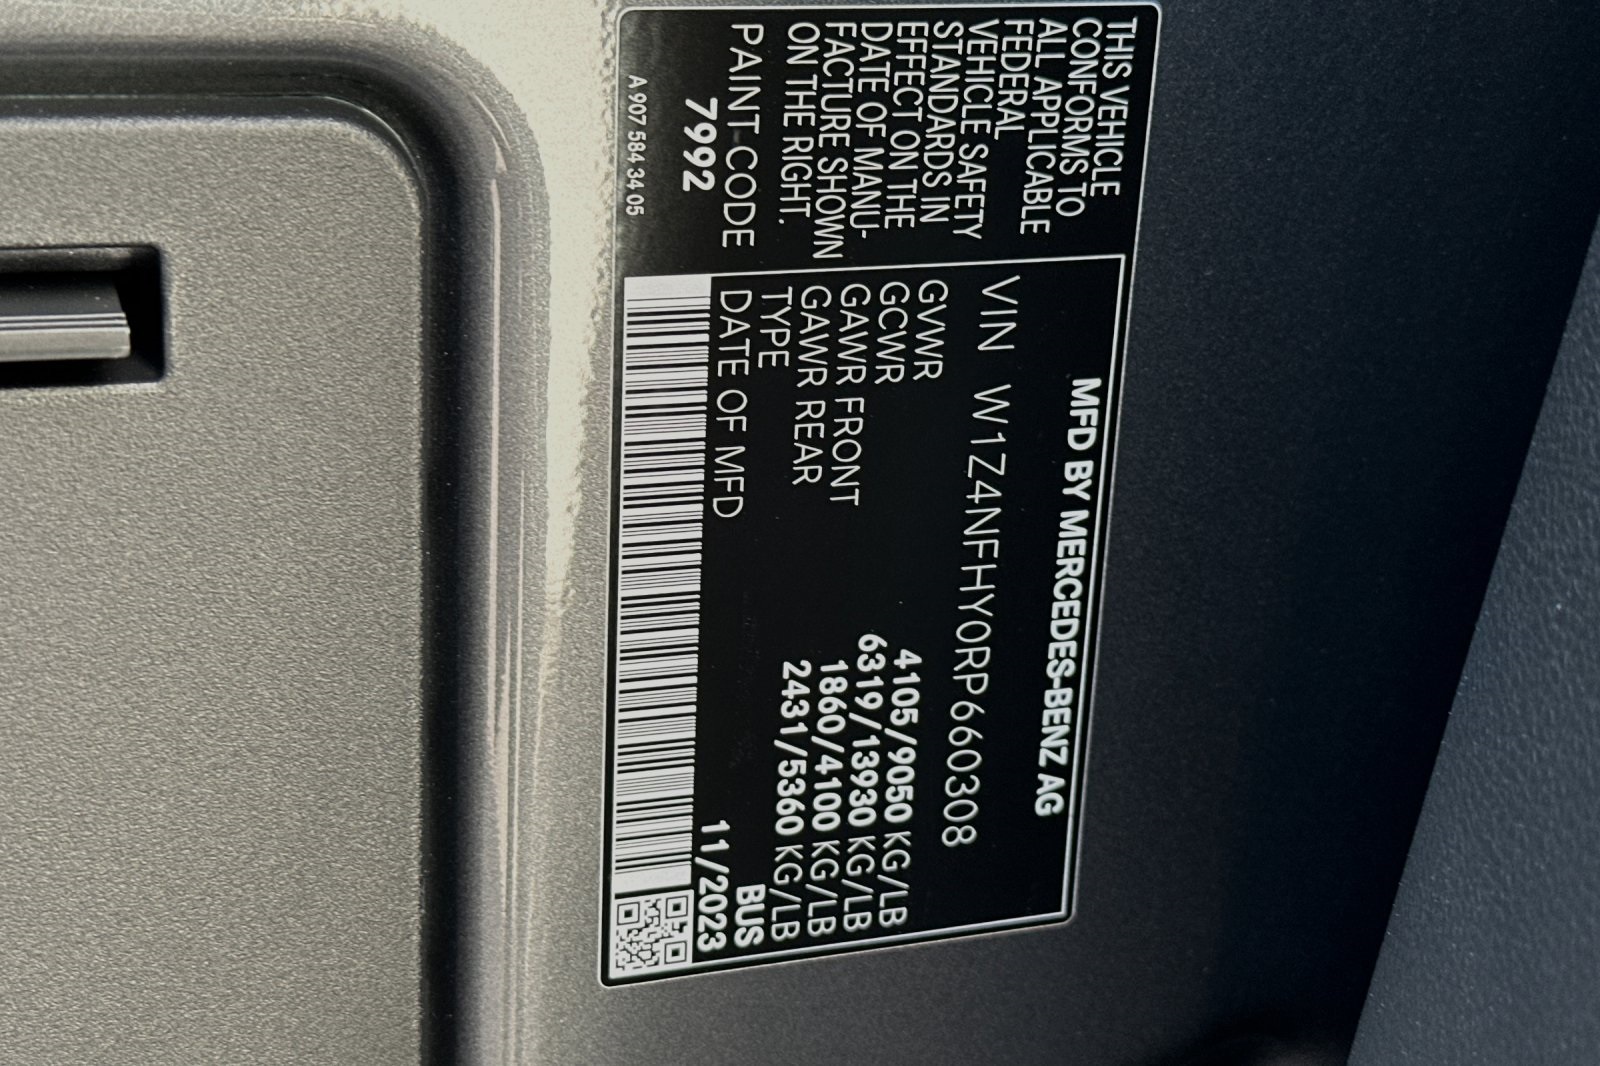 THIS VEHICLE
CONFORMS TO
ALL APPLICABLE
FEDERAL
VEHICLE SAFETY
STANDARDS IN
EFFECT ON THE
DATE OF MANU-
FACTURE SHOWN
ON THE RIGHT.
PAINT-CODE
7992
A 907 584 34 05
MFD BY MERCEDES-BENZ AG
VIN W1Z4NFHY0RP660308
GVWR 4105/9050 KG/LB
GCWR 6319/13930 KG/LB
GAWR FRONT 1860/4100 KG/LB
GAWR REAR 2431/5360 KG/LB
TYPE BUS
DATE OF MFD 11/2023